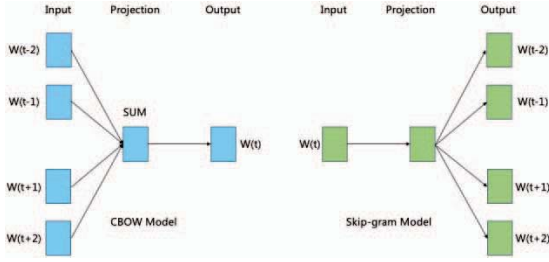 Input Projection Output
W(t-2)
W(t-1)
SUM
W(t)
W(t+1)
W(t+2)
CBOW Model
Input Projection Output
W(t-2)
W(t-1)
W(t)
W(t+1)
W(t+2)
Skip-gram Model